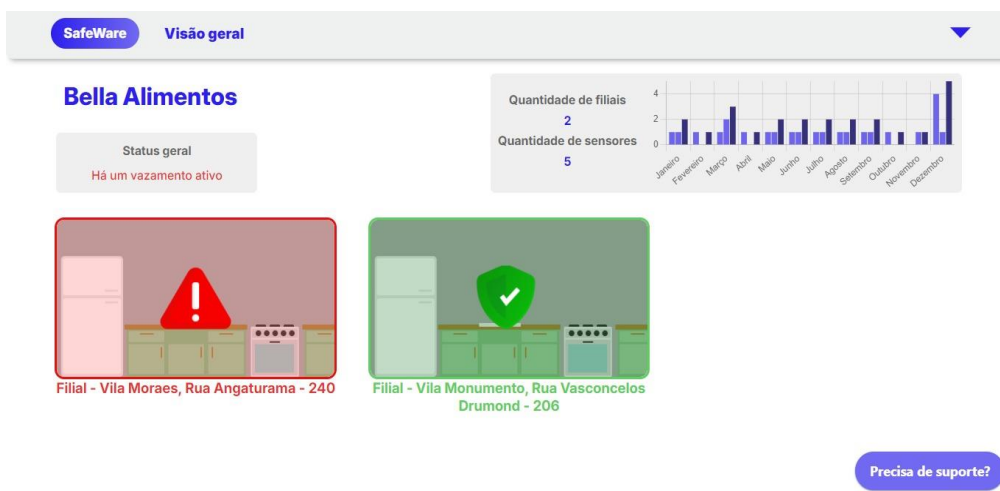 SafeWare
Visão geral
Bella Alimentos
Status geral
Há um vazamento ativo
Quantidade de filiais
2
Quantidade de sensores
5
4
2
0
Janeiro
Fevereiro
Março
Abril
Maio
Junho
Julho
Agosto
Setembro
Outubro
Novembro
Dezembro
Filial - Vila Moraes, Rua Angaturama - 240
Filial - Vila Monumento, Rua Vasconcelos
Drumond - 206
Precisa de suporte?